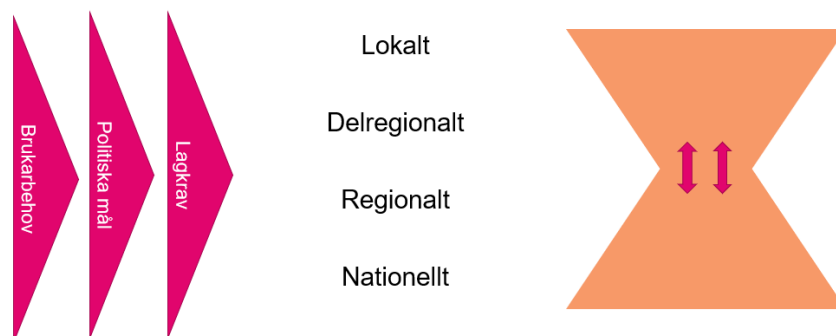 Brukarbehov
Politiska mål
Lagkrav
Lokalt
Delregionalt
Regionalt
Nationellt